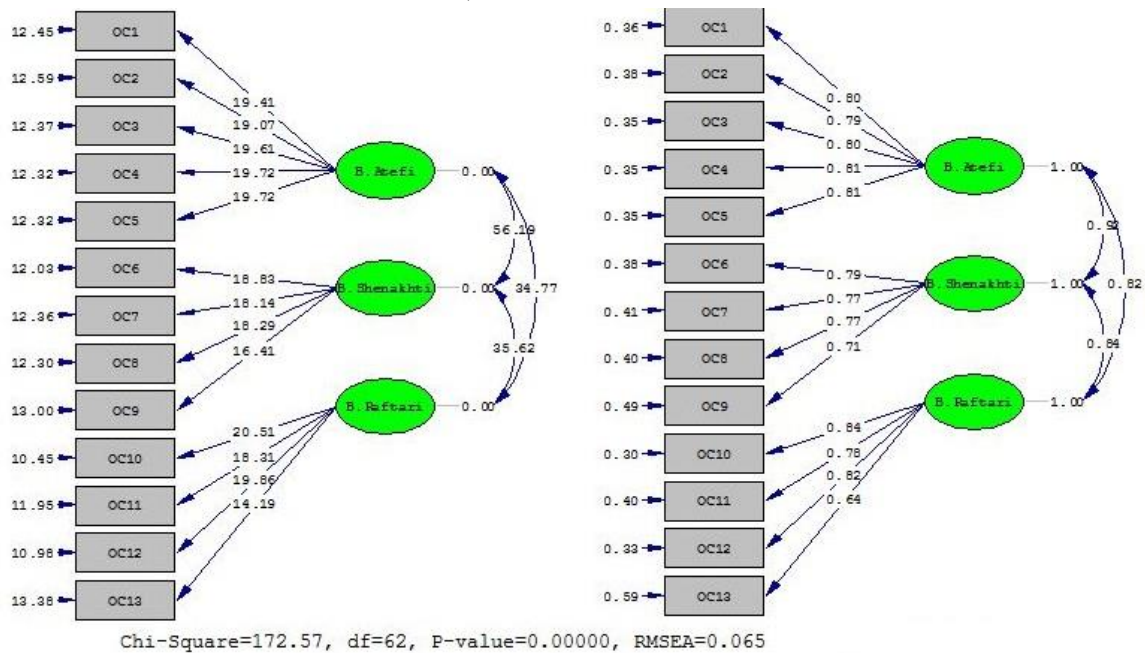 12.45 OC1
12.59 OC2
12.37 OC3
12.32 OC4
12.32 OC5
12.03 OC6
12.36 OC7
12.30 OC8
13.00 OC9
10.45 OC10
11.95 OC11
10.98 OC12
13.38 OC13
19.41
19.07
19.61
19.72
19.72
18.83
18.14
18.29
16.41
20.51
18.31
19.86
14.19
B.Atefi 0.00
B.Shenakhti 0.00
B.Raftari 0.00
56.19
34.77
35.62
0.36 OC1
0.38 OC2
0.35 OC3
0.35 OC4
0.35 OC5
0.38 OC6
0.41 OC7
0.40 OC8
0.49 OC9
0.30 OC10
0.40 OC11
0.33 OC12
0.59 OC13
0.80
0.79
0.80
0.81
0.81
0.79
0.77
0.77
0.71
0.84
0.78
0.82
0.64
B.Atefi 1.00
B.Shenakhti 1.00
B.Raftari 1.00
0.92
0.82
0.84
Chi-Square=172.57, df=62, P-value=0.00000, RMSEA=0.065